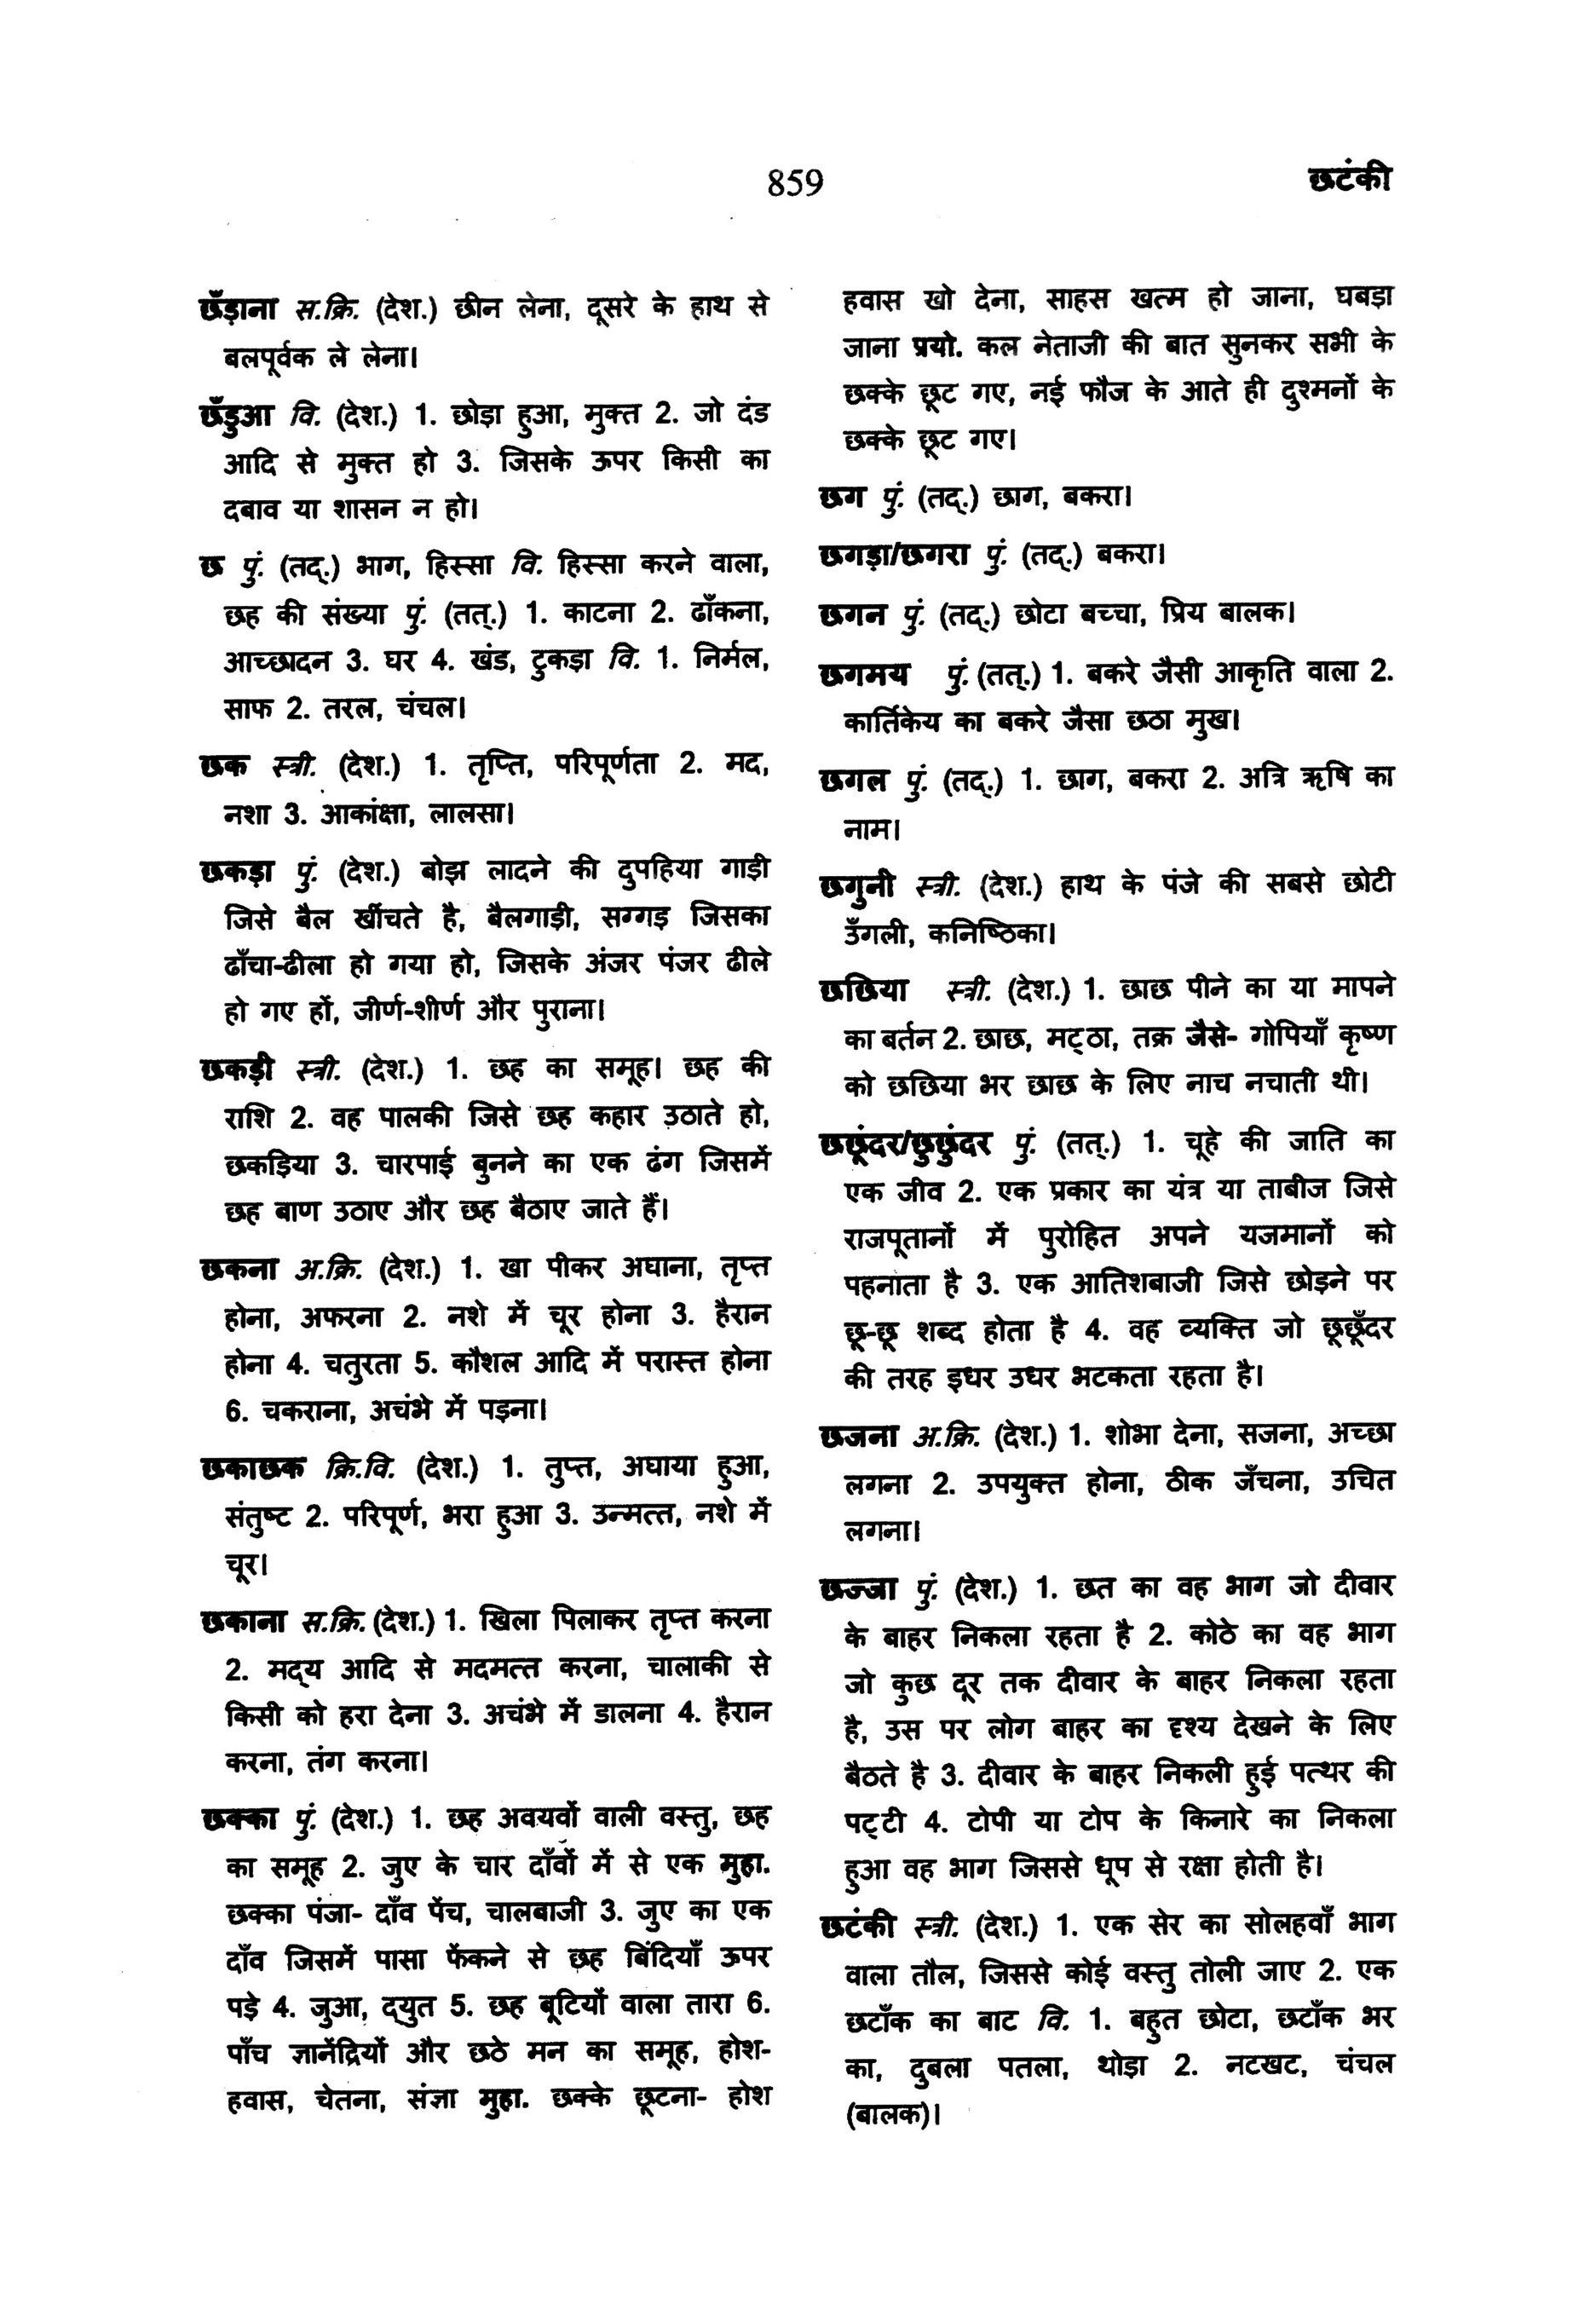 859
छटंकी
छँड़ाना स.क्रि. (देश.) छीन लेना, दूसरे के हाथ से
बलपूर्वक ले लेना।
छँडुआ वि. (देश.) 1. छोड़ा हुआ, मुक्त 2. जो दंड
आदि से मुक्त हो 3. जिसके ऊपर किसी का
दबाव या शासन न हो।
छ पुं. (तद्.) भाग, हिस्सा वि. हिस्सा करने वाला,
छह की संख्या पुं. (तत्.) 1. काटना 2. ढाँकना,
आच्छादन 3. घर 4. खंड, टुकड़ा वि. 1. निर्मल,
साफ 2. तरल, चंचल।
छक स्त्री. (देश.) 1. तृप्ति, परिपूर्णता 2. मद,
नशा 3. आकांक्षा, लालसा।
छकड़ा पुं. (देश.) बोझ लादने की दुपहिया गाड़ी
जिसे बैल खींचते है, बैलगाड़ी, सग्गड़ जिसका
ढाँचा-ढीला हो गया हो, जिसके अंजर पंजर ढीले
हो गए हों, जीर्ण-शीर्ण और पुराना।
छकड़ी स्त्री. (देश.) 1. छह का समूह। छह की
राशि 2. वह पालकी जिसे छह कहार उठाते हो,
छकड़िया 3. चारपाई बुनने का एक ढंग जिसमें
छह बाण उठाए और छह बैठाए जाते हैं।
छकना अ.क्रि. (देश.) 1. खा पीकर अघाना, तृप्त
होना, अफरना 2. नशे में चूर होना 3. हैरान
होना 4. चतुरता 5. कौशल आदि में परास्त होना
6. चकराना, अचंभे में पड़ना।
छकाछक क्रि.वि. (देश.) 1. तुप्त, अघाया हुआ,
संतुष्ट 2. परिपूर्ण, भरा हुआ 3. उन्मत्त, नशे में
चूर।
छकाना स.क्रि. (देश.) 1. खिला पिलाकर तृप्त करना
2. मद्य आदि से मदमत्त करना, चालाकी से
किसी को हरा देना 3. अचंभे में डालना 4. हैरान
करना, तंग करना।
छक्का पुं. (देश.) 1. छह अवयवों वाली वस्तु, छह
का समूह 2. जुए के चार दाँवों में से एक मुहा.
छक्का पंजा- दाँव पेंच, चालबाजी 3. जुए का एक
दाँव जिसमें पासा फेंकने से छह बिंदियाँ ऊपर
पड़े 4. जुआ, द्युत 5. छह बूटियों वाला तारा 6.
पाँच ज्ञानेंद्रियों और छठे मन का समूह, होश-
हवास, चेतना, संज्ञा मुहा. छक्के छूटना- होश
हवास खो देना, साहस खत्म हो जाना, घबड़ा
जाना प्रयो. कल नेताजी की बात सुनकर सभी के
छक्के छूट गए, नई फौज के आते ही दुश्मनों के
छक्के छूट गए।
छग पुं. (तद्.) छाग, बकरा।
छगड़ा/छगरा पुं. (तद्.) बकरा।
छगन पुं. (तद्.) छोटा बच्चा, प्रिय बालक।
छगमय पुं. (तत्.) 1. बकरे जैसी आकृति वाला 2.
कार्तिकेय का बकरे जैसा छठा मुख।
छगल पुं. (तद्.) 1. छाग, बकरा 2. अत्रि ऋषि का
नाम।
छगुनी स्त्री. (देश.) हाथ के पंजे की सबसे छोटी
उँगली, कनिष्ठिका।
छछिया स्त्री. (देश.) 1. छाछ पीने का या मापने
का बर्तन 2. छाछ, मट्ठा, तक्र जैसे- गोपियाँ कृष्ण
को छछिया भर छाछ के लिए नाच नचाती थी।
छछूंदर/छुछुंदर पुं. (तत्.) 1. चूहे की जाति का
एक जीव 2. एक प्रकार का यंत्र या ताबीज जिसे
राजपूतानों में पुरोहित अपने यजमानों को
पहनाता है 3. एक आतिशबाजी जिसे छोड़ने पर
छू-छू शब्द होता है 4. वह व्यक्ति जो छूछूँदर
की तरह इधर उधर भटकता रहता है।
छजना अ.क्रि. (देश.) 1. शोभा देना, सजना, अच्छा
लगना 2. उपयुक्त होना, ठीक जँचना, उचित
लगना।
छज्जा पुं. (देश.) 1. छत का वह भाग जो दीवार
के बाहर निकला रहता है 2. कोठे का वह भाग
जो कुछ दूर तक दीवार के बाहर निकला रहता
है, उस पर लोग बाहर का दृश्य देखने के लिए
बैठते है 3. दीवार के बाहर निकली हुई पत्थर की
पट्टी 4. टोपी या टोप के किनारे का निकला
हुआ वह भाग जिससे धूप से रक्षा होती है।
छटंकी स्त्री. (देश.) 1. एक सेर का सोलहवाँ भाग
वाला तौल, जिससे कोई वस्तु तोली जाए 2. एक
छटाँक का बाट वि. 1. बहुत छोटा, छटाँक भर
का, दुबला पतला, थोड़ा 2. नटखट, चंचल
(बालक)।